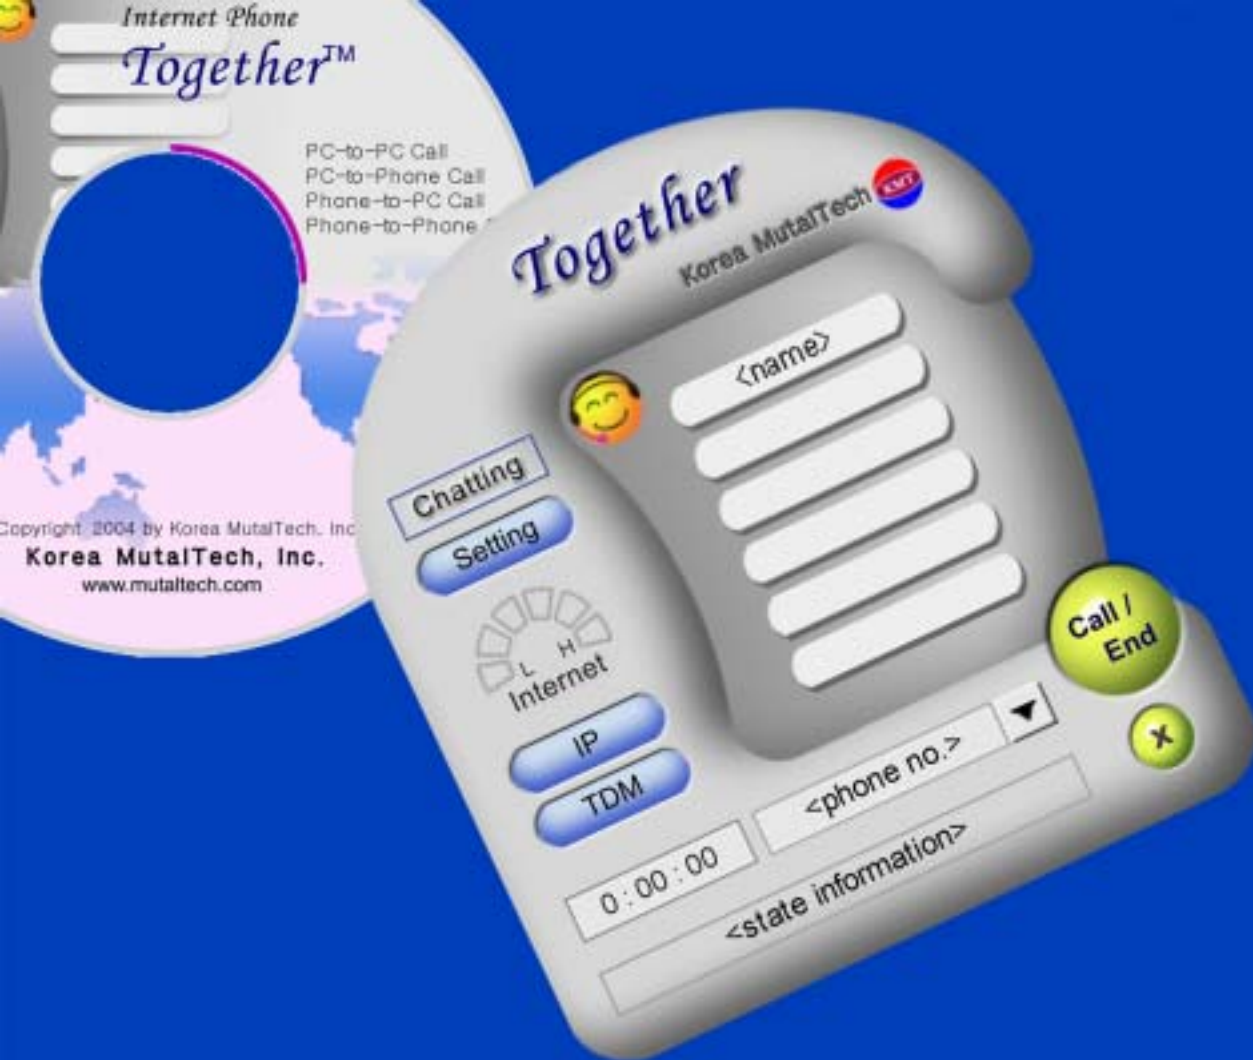 Internet Phone
Together™
PC-to-PC Call
PC-to-Phone Call
Phone-to-PC Call
Phone-to-Phone
Copyright 2004 by Korea MutalTech, Inc
Korea MutalTech, Inc.
www.mutaltech.com
Together
Korea MutalTech
KMT
<name>
Chatting
Setting
L H
Internet
IP
TDM
Call /
End
X
<phone no.>
0 : 00 : 00
<state information>